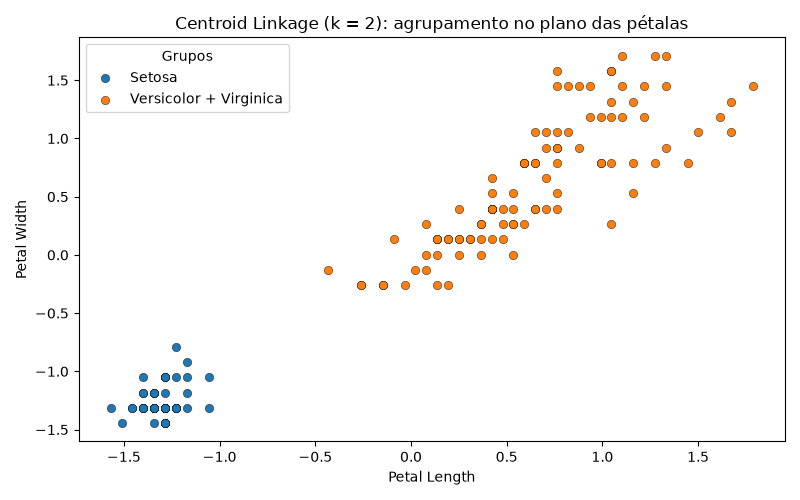 Centroid Linkage (k = 2): agrupamento no plano das pétalas
Grupos
Setosa
Versicolor + Virginica
Petal Width
1.5
1.0
0.5
0.0
−0.5
−1.0
−1.5
−1.5
−1.0
−0.5
0.0
0.5
1.0
1.5
Petal Length